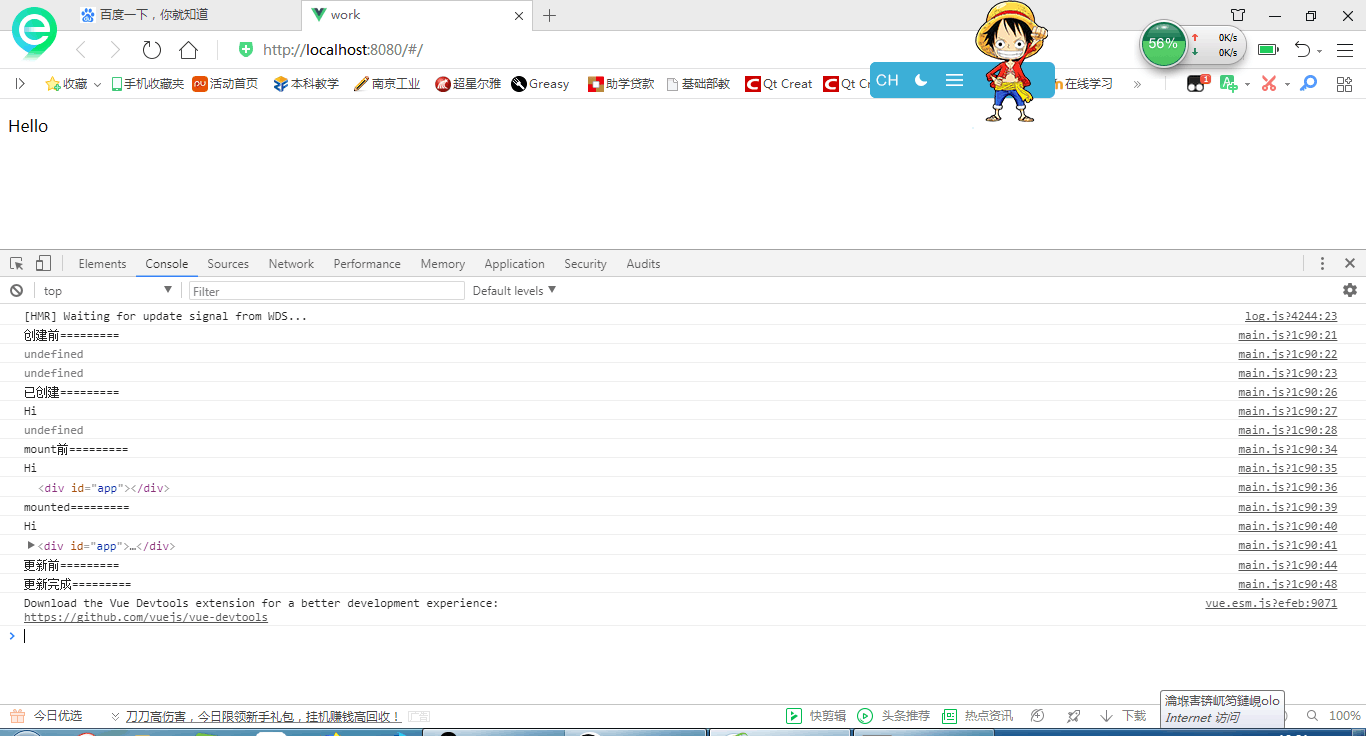 百度一下，你就知道
work
http://localhost:8080/#/
56%
0K/s
0K/s
收藏 手机收藏夹 活动首页 本科教学 南京工业 超星尔雅 Greasy 助学贷款 基础部教 Qt Creat Qt Cr 在线学习 »
CH
1
Hello
Elements Console Sources Network Performance Memory Application Security Audits
top Filter Default levels
[HMR] Waiting for update signal from WDS... log.js?4244:23
创建前========= main.js?1c90:21
undefined main.js?1c90:22
undefined main.js?1c90:23
已创建========= main.js?1c90:26
Hi main.js?1c90:27
undefined main.js?1c90:28
mount前========= main.js?1c90:34
Hi main.js?1c90:35
<div id="app"></div> main.js?1c90:36
mounted========= main.js?1c90:39
Hi main.js?1c90:40
<div id="app">…</div> main.js?1c90:41
更新前========= main.js?1c90:44
更新完成========= main.js?1c90:48
Download the Vue Devtools extension for a better development experience: vue.esm.js?efeb:9071
https://github.com/vuejs/vue-devtools
>
今日优选 刀刀高伤害，今日限领新手礼包，挂机赚钱高回收！ 广告 快剪辑 头条推荐 热点资讯 下载 100%
Internet 访问